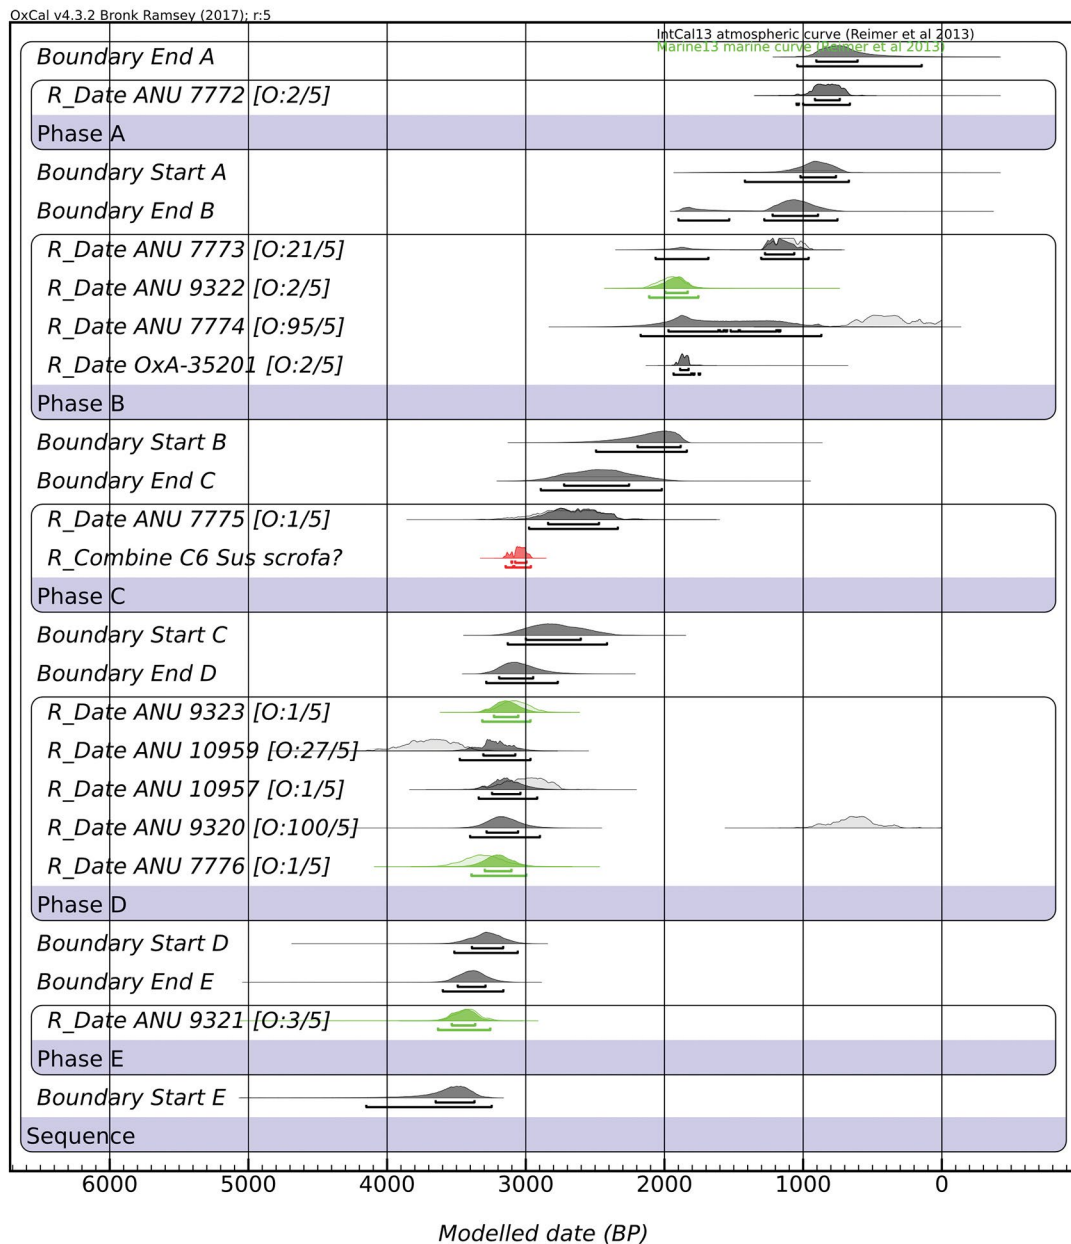 OxCal v4.3.2 Bronk Ramsey (2017); r:5
IntCal13 atmospheric curve (Reimer et al 2013)
Marine13 marine curve (Reimer et al 2013)
Boundary End A
R_Date ANU 7772 [O:2/5]
Phase A
Boundary Start A
Boundary End B
R_Date ANU 7773 [O:21/5]
R_Date ANU 9322 [O:2/5]
R_Date ANU 7774 [O:95/5]
R_Date OxA-35201 [O:2/5]
Phase B
Boundary Start B
Boundary End C
R_Date ANU 7775 [O:1/5]
R_Combine C6 Sus scrofa?
Phase C
Boundary Start C
Boundary End D
R_Date ANU 9323 [O:1/5]
R_Date ANU 10959 [O:27/5]
R_Date ANU 10957 [O:1/5]
R_Date ANU 9320 [O:100/5]
R_Date ANU 7776 [O:1/5]
Phase D
Boundary Start D
Boundary End E
R_Date ANU 9321 [O:3/5]
Phase E
Boundary Start E
Sequence
6000 5000 4000 3000 2000 1000 0
Modelled date (BP)